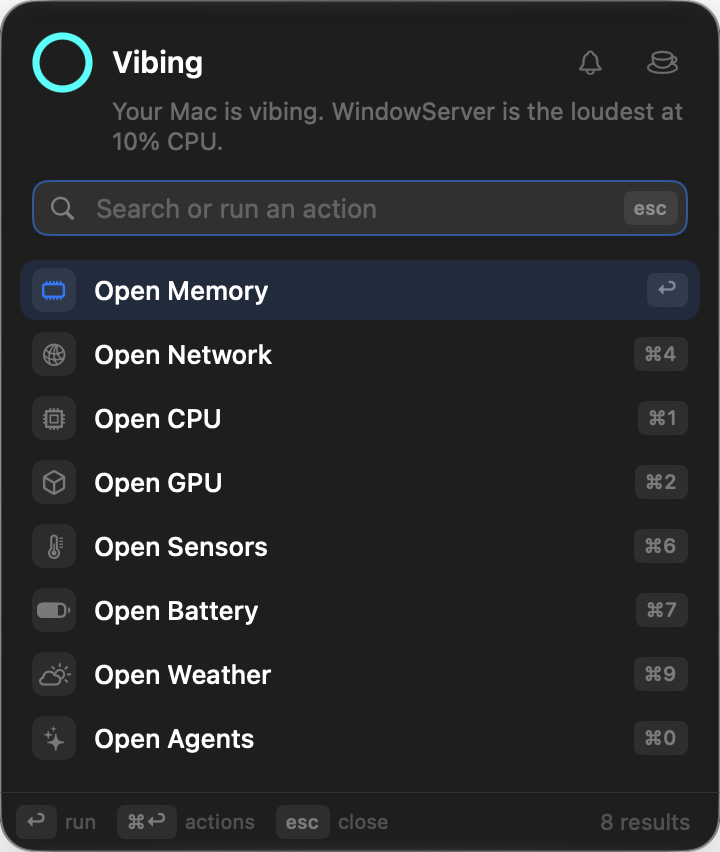 Vibing
Your Mac is vibing. WindowServer is the loudest at
10% CPU.
Search or run an action esc
Open Memory ↩
Open Network ⌘4
Open CPU ⌘1
Open GPU ⌘2
Open Sensors ⌘6
Open Battery ⌘7
Open Weather ⌘9
Open Agents ⌘0
↩ run ⌘↩ actions esc close 8 results